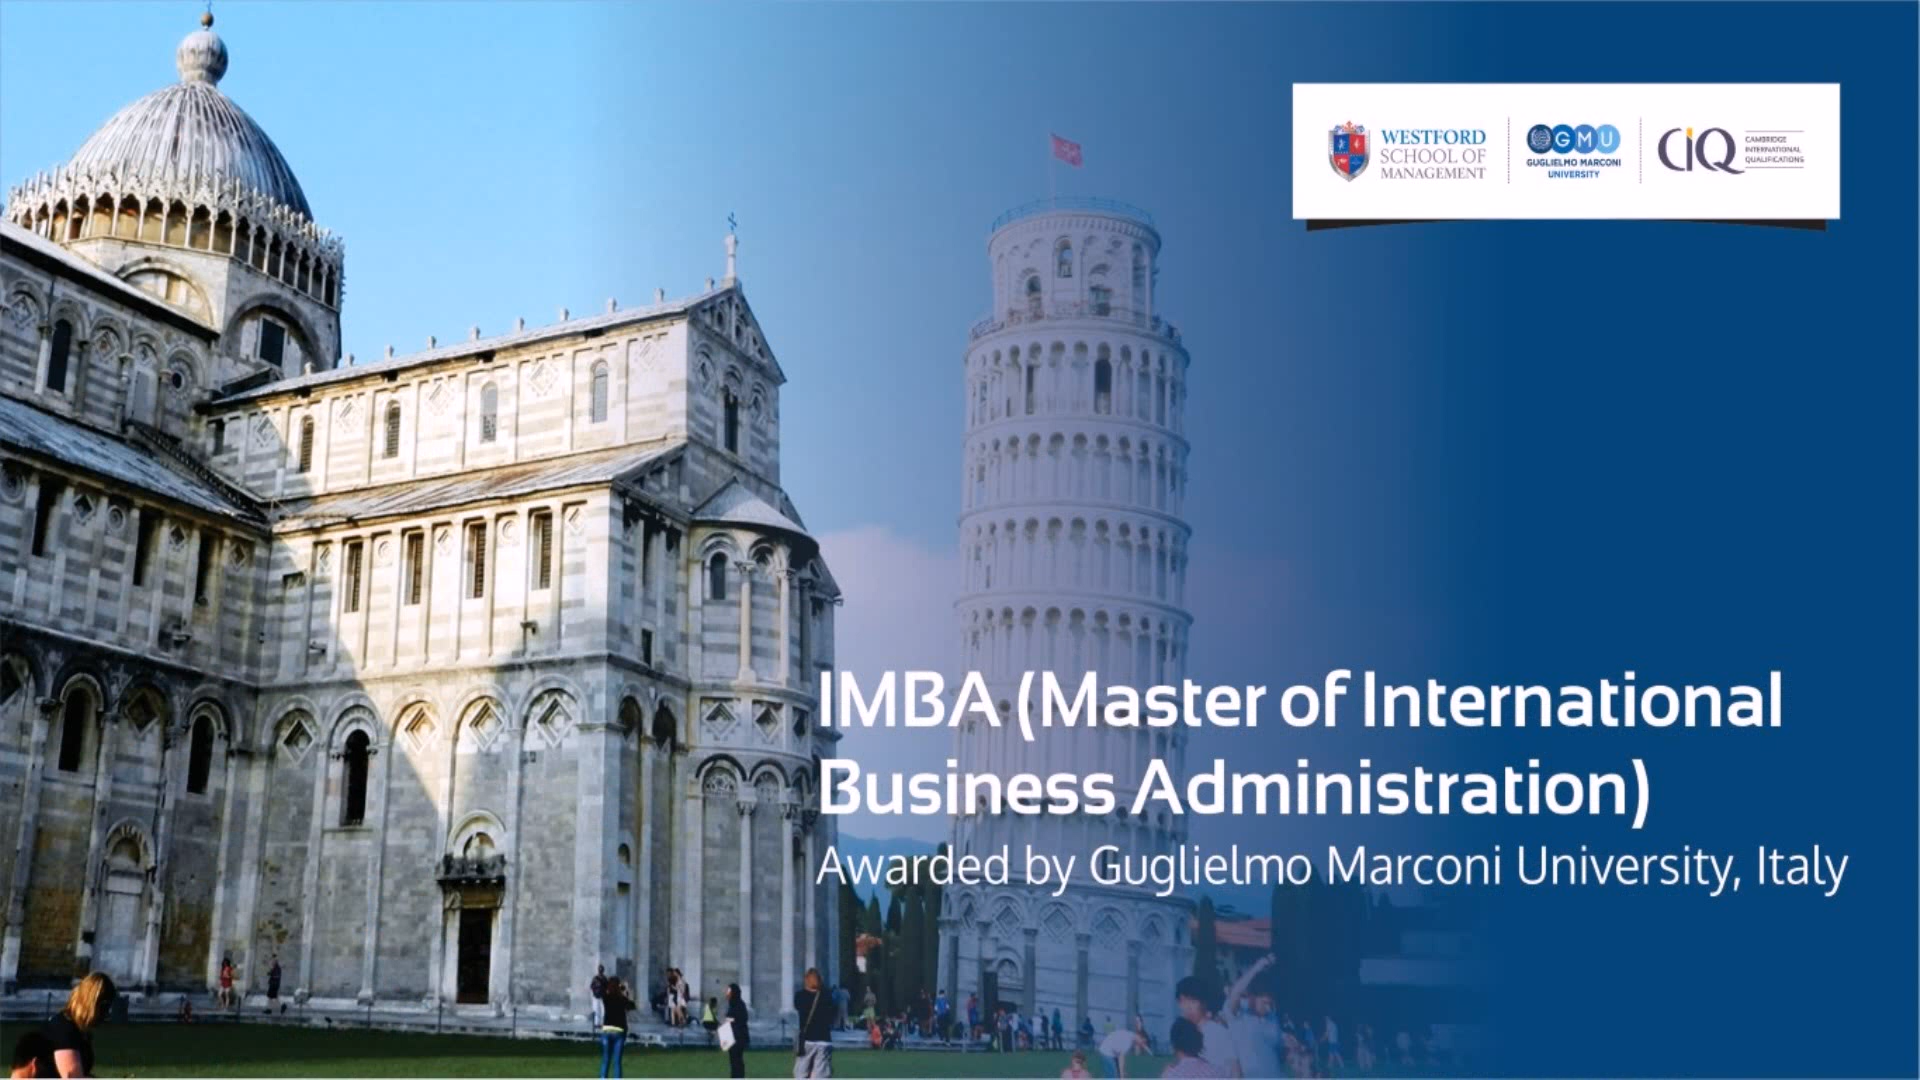 WESTFORD
SCHOOL OF
MANAGEMENT
GMU
GUGLIELMO MARCONI
UNIVERSITY
CIQ
CAMBRIDGE
INTERNATIONAL
QUALIFICATIONS
IMBA (Master of International
Business Administration)
Awarded by Guglielmo Marconi University, Italy